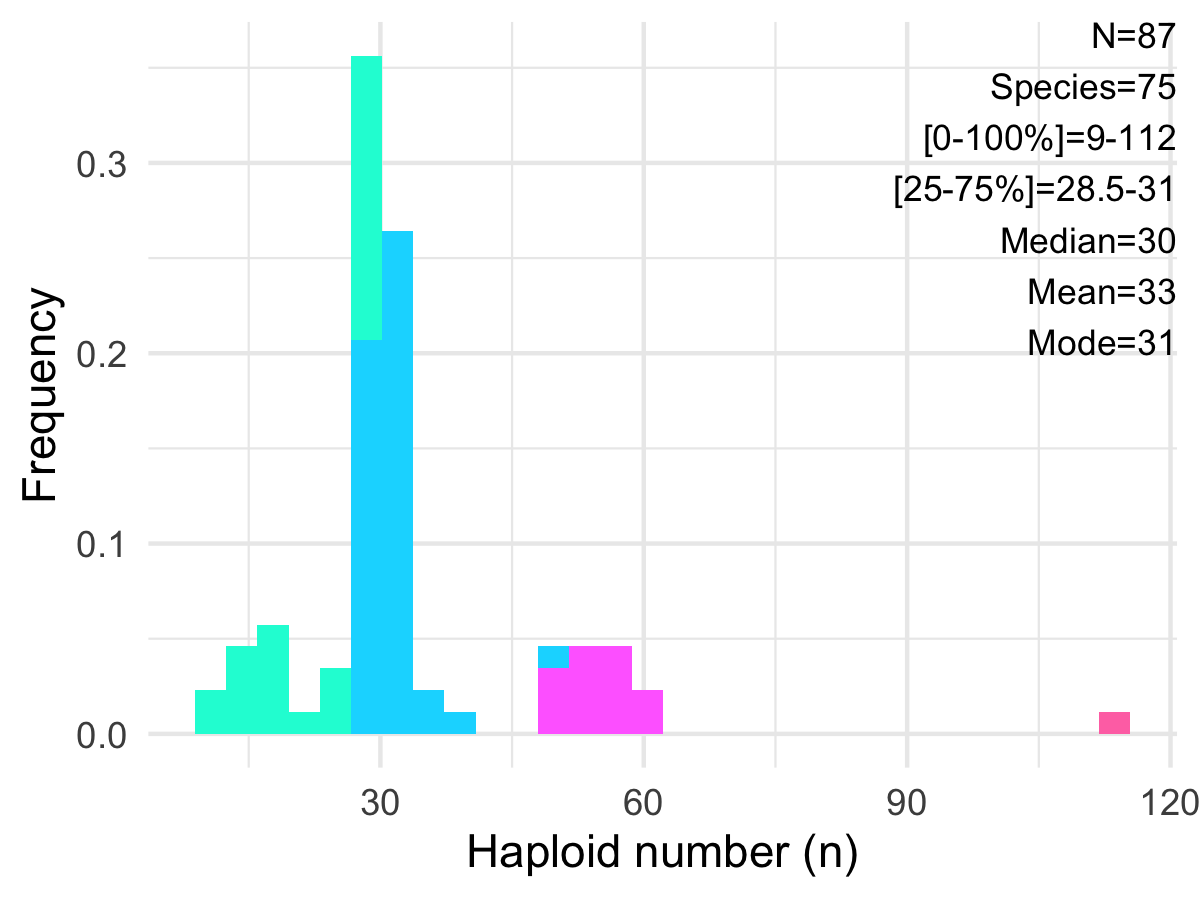 N=87
Species=75
[0-100%]=9-112
[25-75%]=28.5-31
Median=30
Mean=33
Mode=31
Frequency
0.3
0.2
0.1
0.0
30 60 90 120
Haploid number (n)